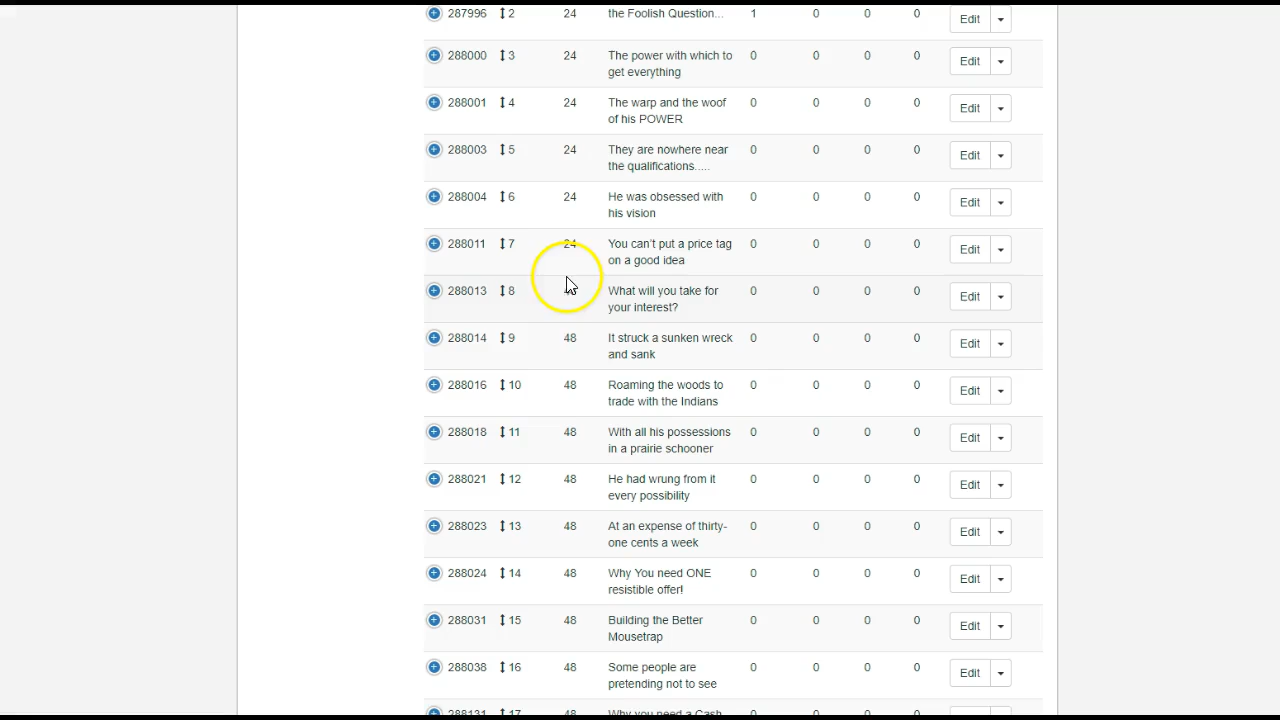 287996 2 24 the Foolish Question... 1 0 0 0 Edit
288000 3 24 The power with which to 0 0 0 0 Edit
get everything
288001 4 24 The warp and the woof 0 0 0 0 Edit
of his POWER
288003 5 24 They are nowhere near 0 0 0 0 Edit
the qualifications.....
288004 6 24 He was obsessed with 0 0 0 0 Edit
his vision
288011 7 24 You can't put a price tag 0 0 0 0 Edit
on a good idea
288013 8 What will you take for 0 0 0 0 Edit
your interest?
288014 9 48 It struck a sunken wreck 0 0 0 0 Edit
and sank
288016 10 48 Roaming the woods to 0 0 0 0 Edit
trade with the Indians
288018 11 48 With all his possessions 0 0 0 0 Edit
in a prairie schooner
288021 12 48 He had wrung from it 0 0 0 0 Edit
every possibility
288023 13 48 At an expense of thirty- 0 0 0 0 Edit
one cents a week
288024 14 48 Why You need ONE 0 0 0 0 Edit
resistible offer!
288031 15 48 Building the Better 0 0 0 0 Edit
Mousetrap
288038 16 48 Some people are 0 0 0 0 Edit
pretending not to see
288131 17 48 Why you need a Cash